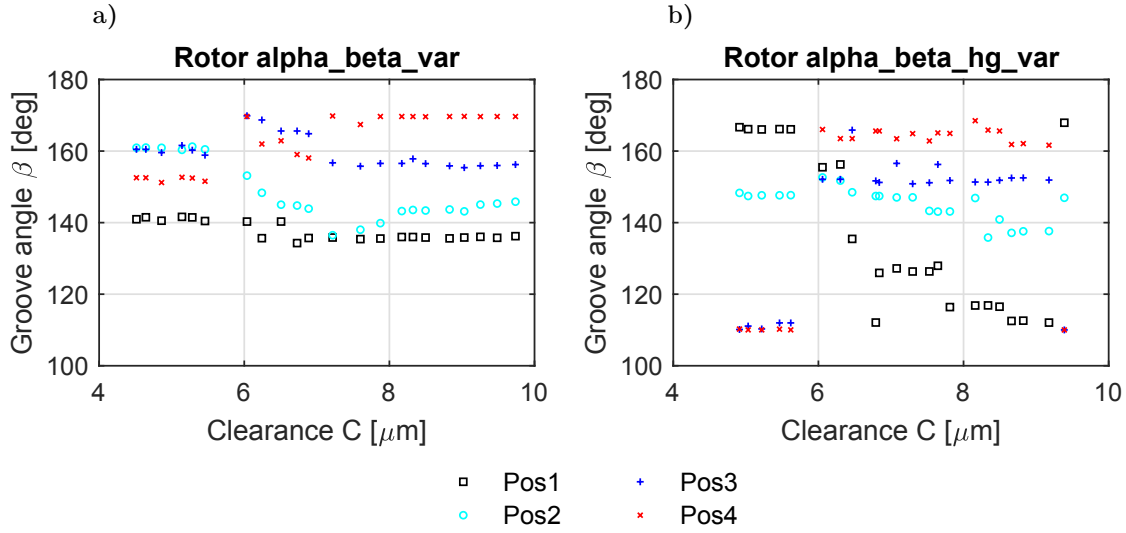 a)
Rotor alpha_beta_var
180
160
140
120
100
Groove angle β [deg]
4
6
8
10
Clearance C [μm]
b)
Rotor alpha_beta_hg_var
180
160
140
120
100
Groove angle β [deg]
4
6
8
10
Clearance C [μm]
Pos1
Pos2
Pos3
Pos4